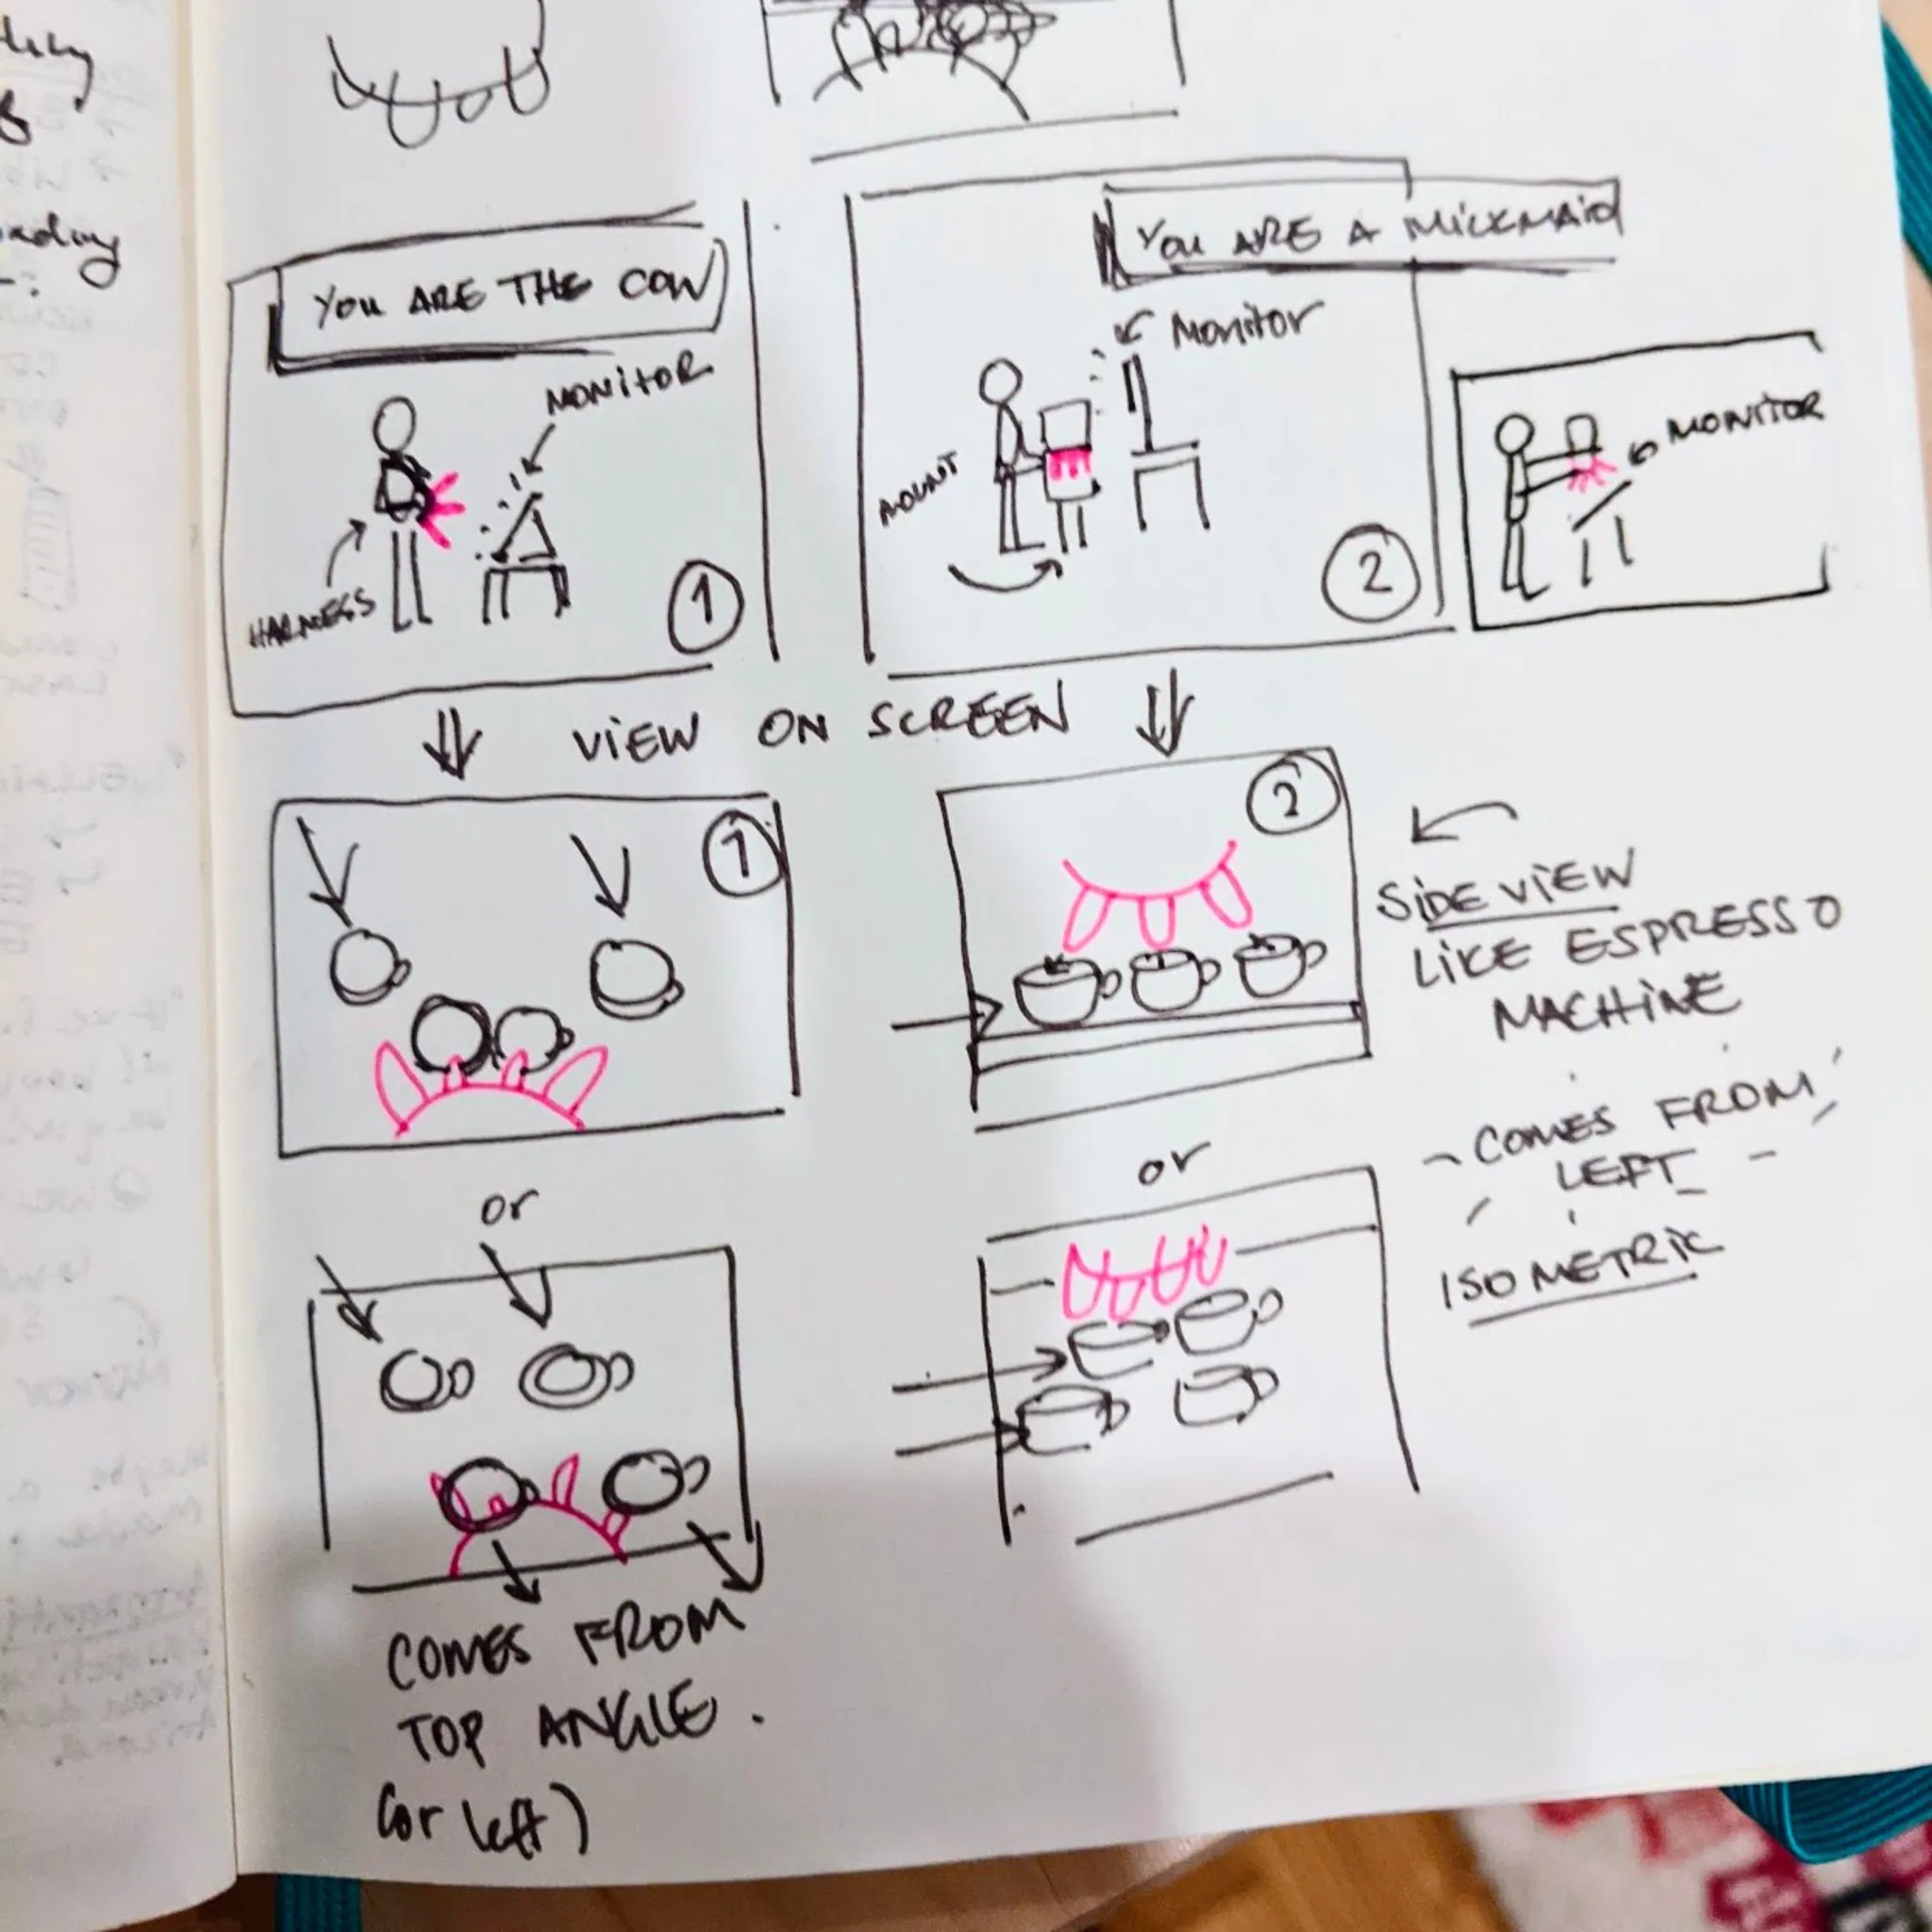 YOU ARE THE COW
MONITOR
HARNESS
1
YOU ARE A MILKMAID
Monitor
MOUNT
2
MONITOR
VIEW ON SCREEN
1
or
COMES FROM
TOP ANGLE.
(or left)
2
SIDE VIEW
LIKE ESPRESSO
MACHINE
or
COMES FROM
LEFT
ISOMETRIC